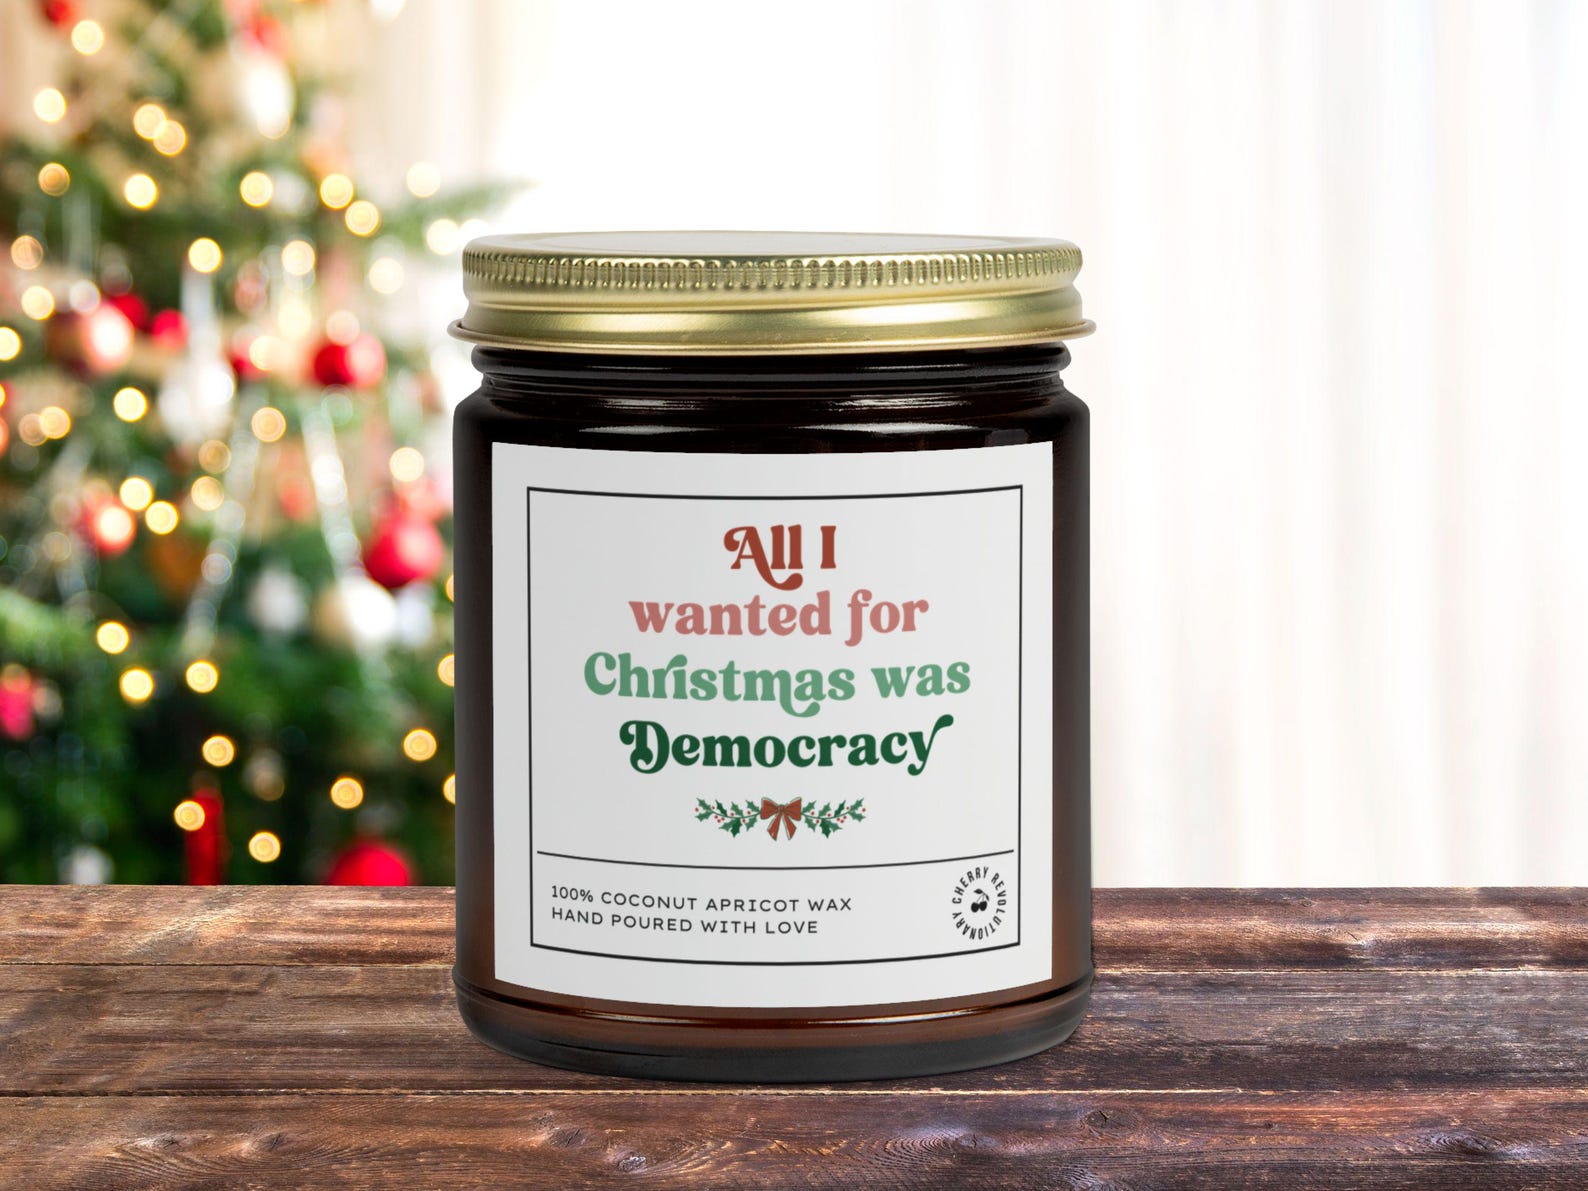 All I
wanted for
Christmas was
Democracy
100% COCONUT APRICOT WAX
HAND POURED WITH LOVE
CHERRY REVOLUTIONARY